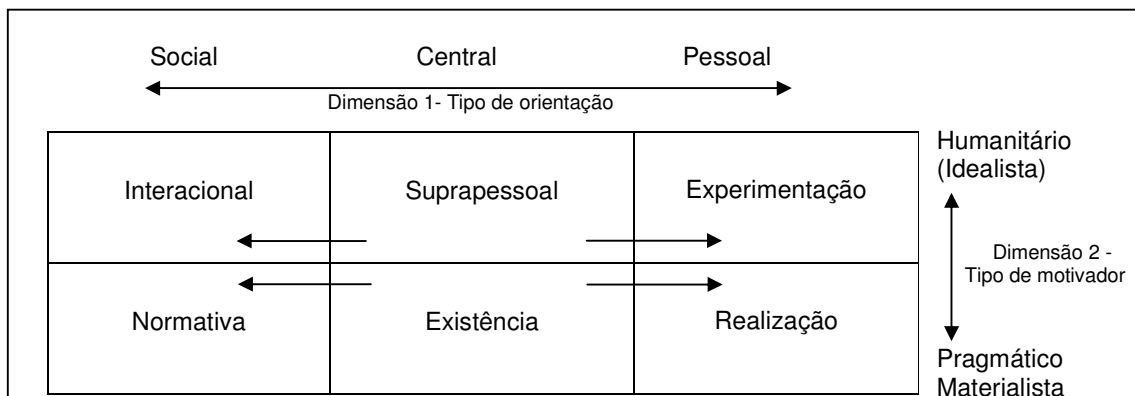 Social Central Pessoal
Dimensão 1- Tipo de orientação
Humanitário
(Idealista)
Interacional Suprapessoal Experimentação
Dimensão 2 -
Tipo de motivador
Normativa Existência Realização
Pragmático
Materialista